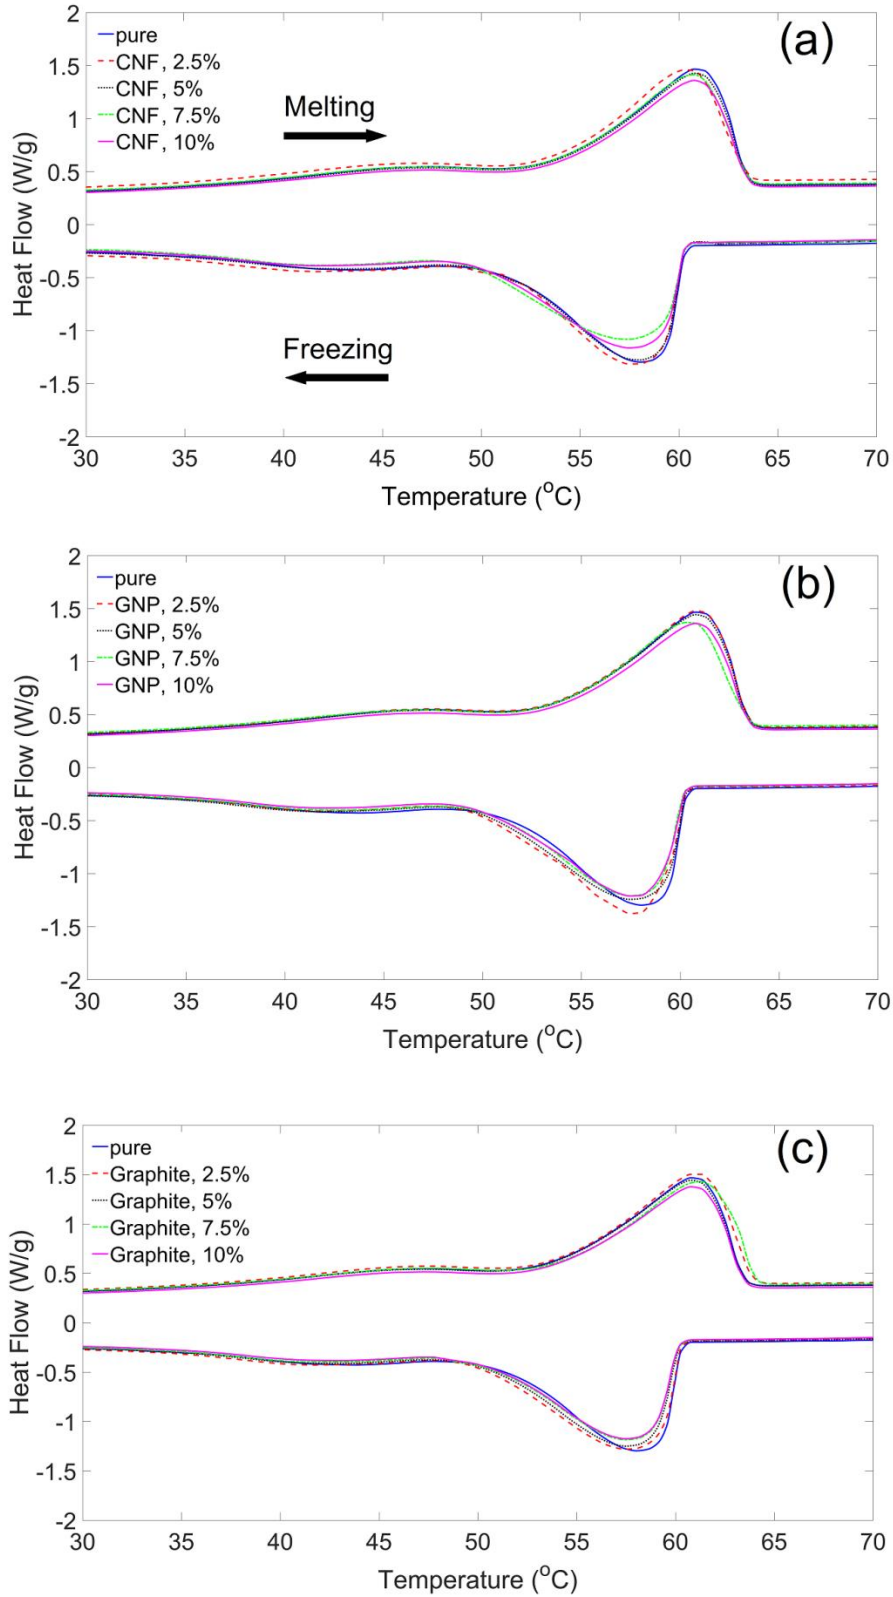 (a)
pure
CNF, 2.5%
CNF, 5%
CNF, 7.5%
CNF, 10%
Melting
Freezing
Heat Flow (W/g)
2
1.5
1
0.5
0
-0.5
-1
-1.5
-2
30 35 40 45 50 55 60 65 70
Temperature (°C)
(b)
pure
GNP, 2.5%
GNP, 5%
GNP, 7.5%
GNP, 10%
Heat Flow (W/g)
2
1.5
1
0.5
0
-0.5
-1
-1.5
-2
30 35 40 45 50 55 60 65 70
Temperature (°C)
(c)
pure
Graphite, 2.5%
Graphite, 5%
Graphite, 7.5%
Graphite, 10%
Heat Flow (W/g)
2
1.5
1
0.5
0
-0.5
-1
-1.5
-2
30 35 40 45 50 55 60 65 70
Temperature (°C)